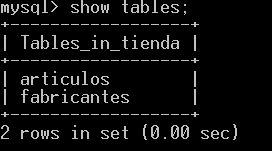 mysql> show tables;
+------------------+
| Tables_in_tienda |
+------------------+
| articulos        |
| fabricantes      |
+------------------+
2 rows in set (0.00 sec)